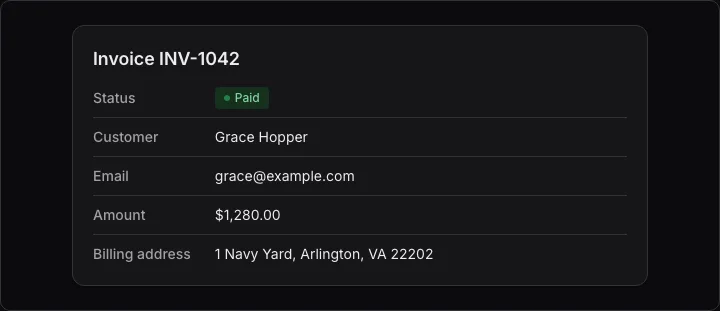 Invoice INV-1042
Status Paid
Customer Grace Hopper
Email grace@example.com
Amount $1,280.00
Billing address 1 Navy Yard, Arlington, VA 22202